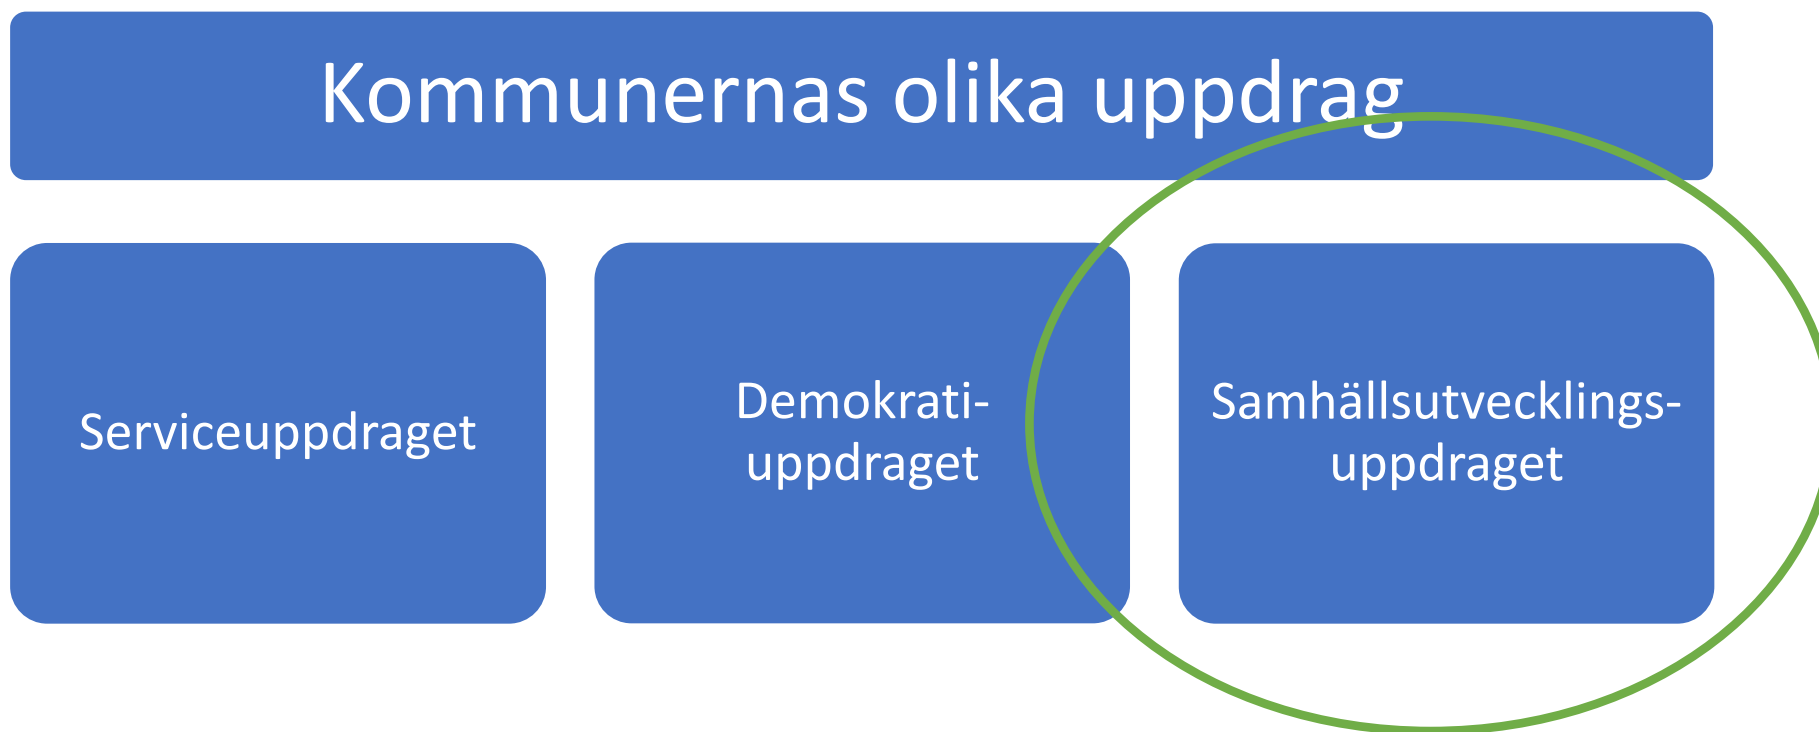 Kommunernas olika uppdrag
Serviceuppdraget
Demokrati-
uppdraget
Samhällsutvecklings-
uppdraget